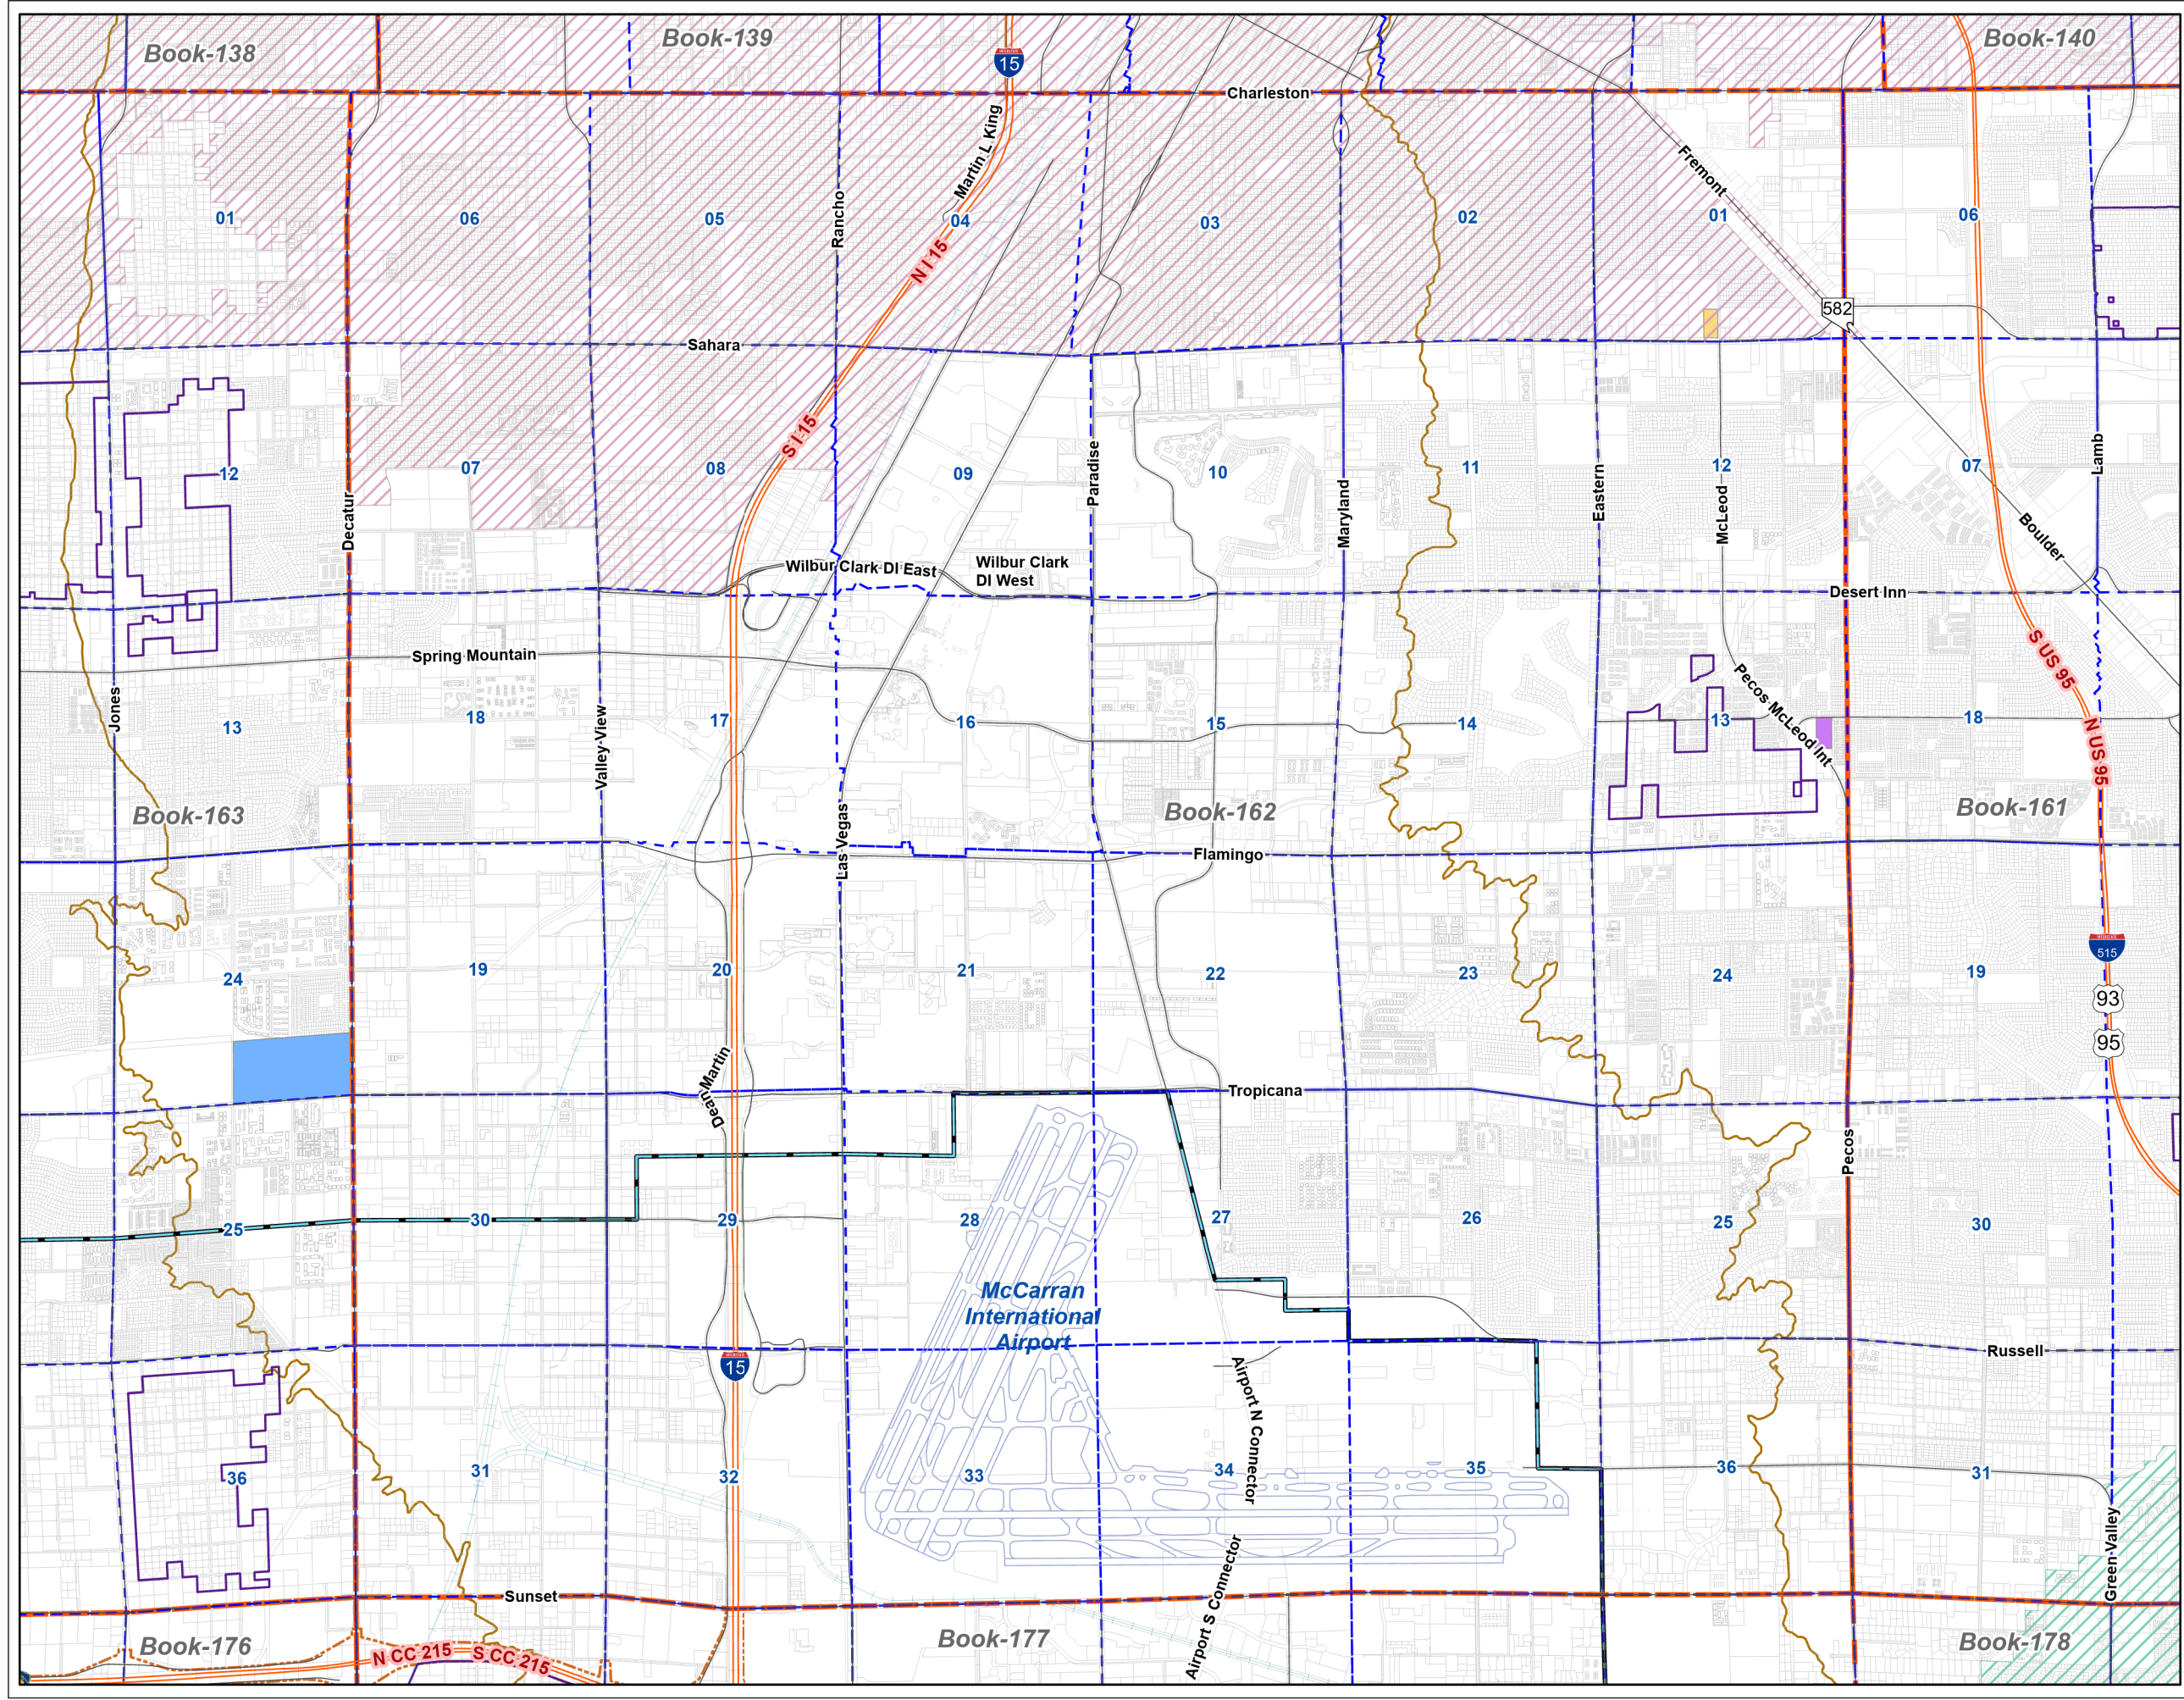 Book-138
Book-139
Book-140
INTERSTATE
15
Charleston
Martin L King
Fremont
Rancho
01
06
05
04
03
02
01
06
N I 15
582
Sahara
S I 15
12
07
08
09
10
11
12
07
Decatur
Paradise
Maryland
Eastern
McLeod
Lamb
Boulder
Wilbur Clark DI East
Wilbur Clark
DI West
Desert Inn
Spring Mountain
S US 95
Jones
13
18
17
16
15
14
13
18
Valley View
Pecos McLeod Int
N US 95
Book-163
Book-162
Book-161
Las Vegas
Flamingo
INTERSTATE
515
24
19
20
21
22
23
24
19
93
95
Dean Martin
Tropicana
Pecos
25
30
29
28
27
26
25
30
McCarran
International
Airport
Russell
INTERSTATE
15
Airport N Connector
36
31
32
33
34
35
36
31
Green Valley
Sunset
Airport S Connector
Book-176
Book-177
Book-178
N CC 215
S CC 215